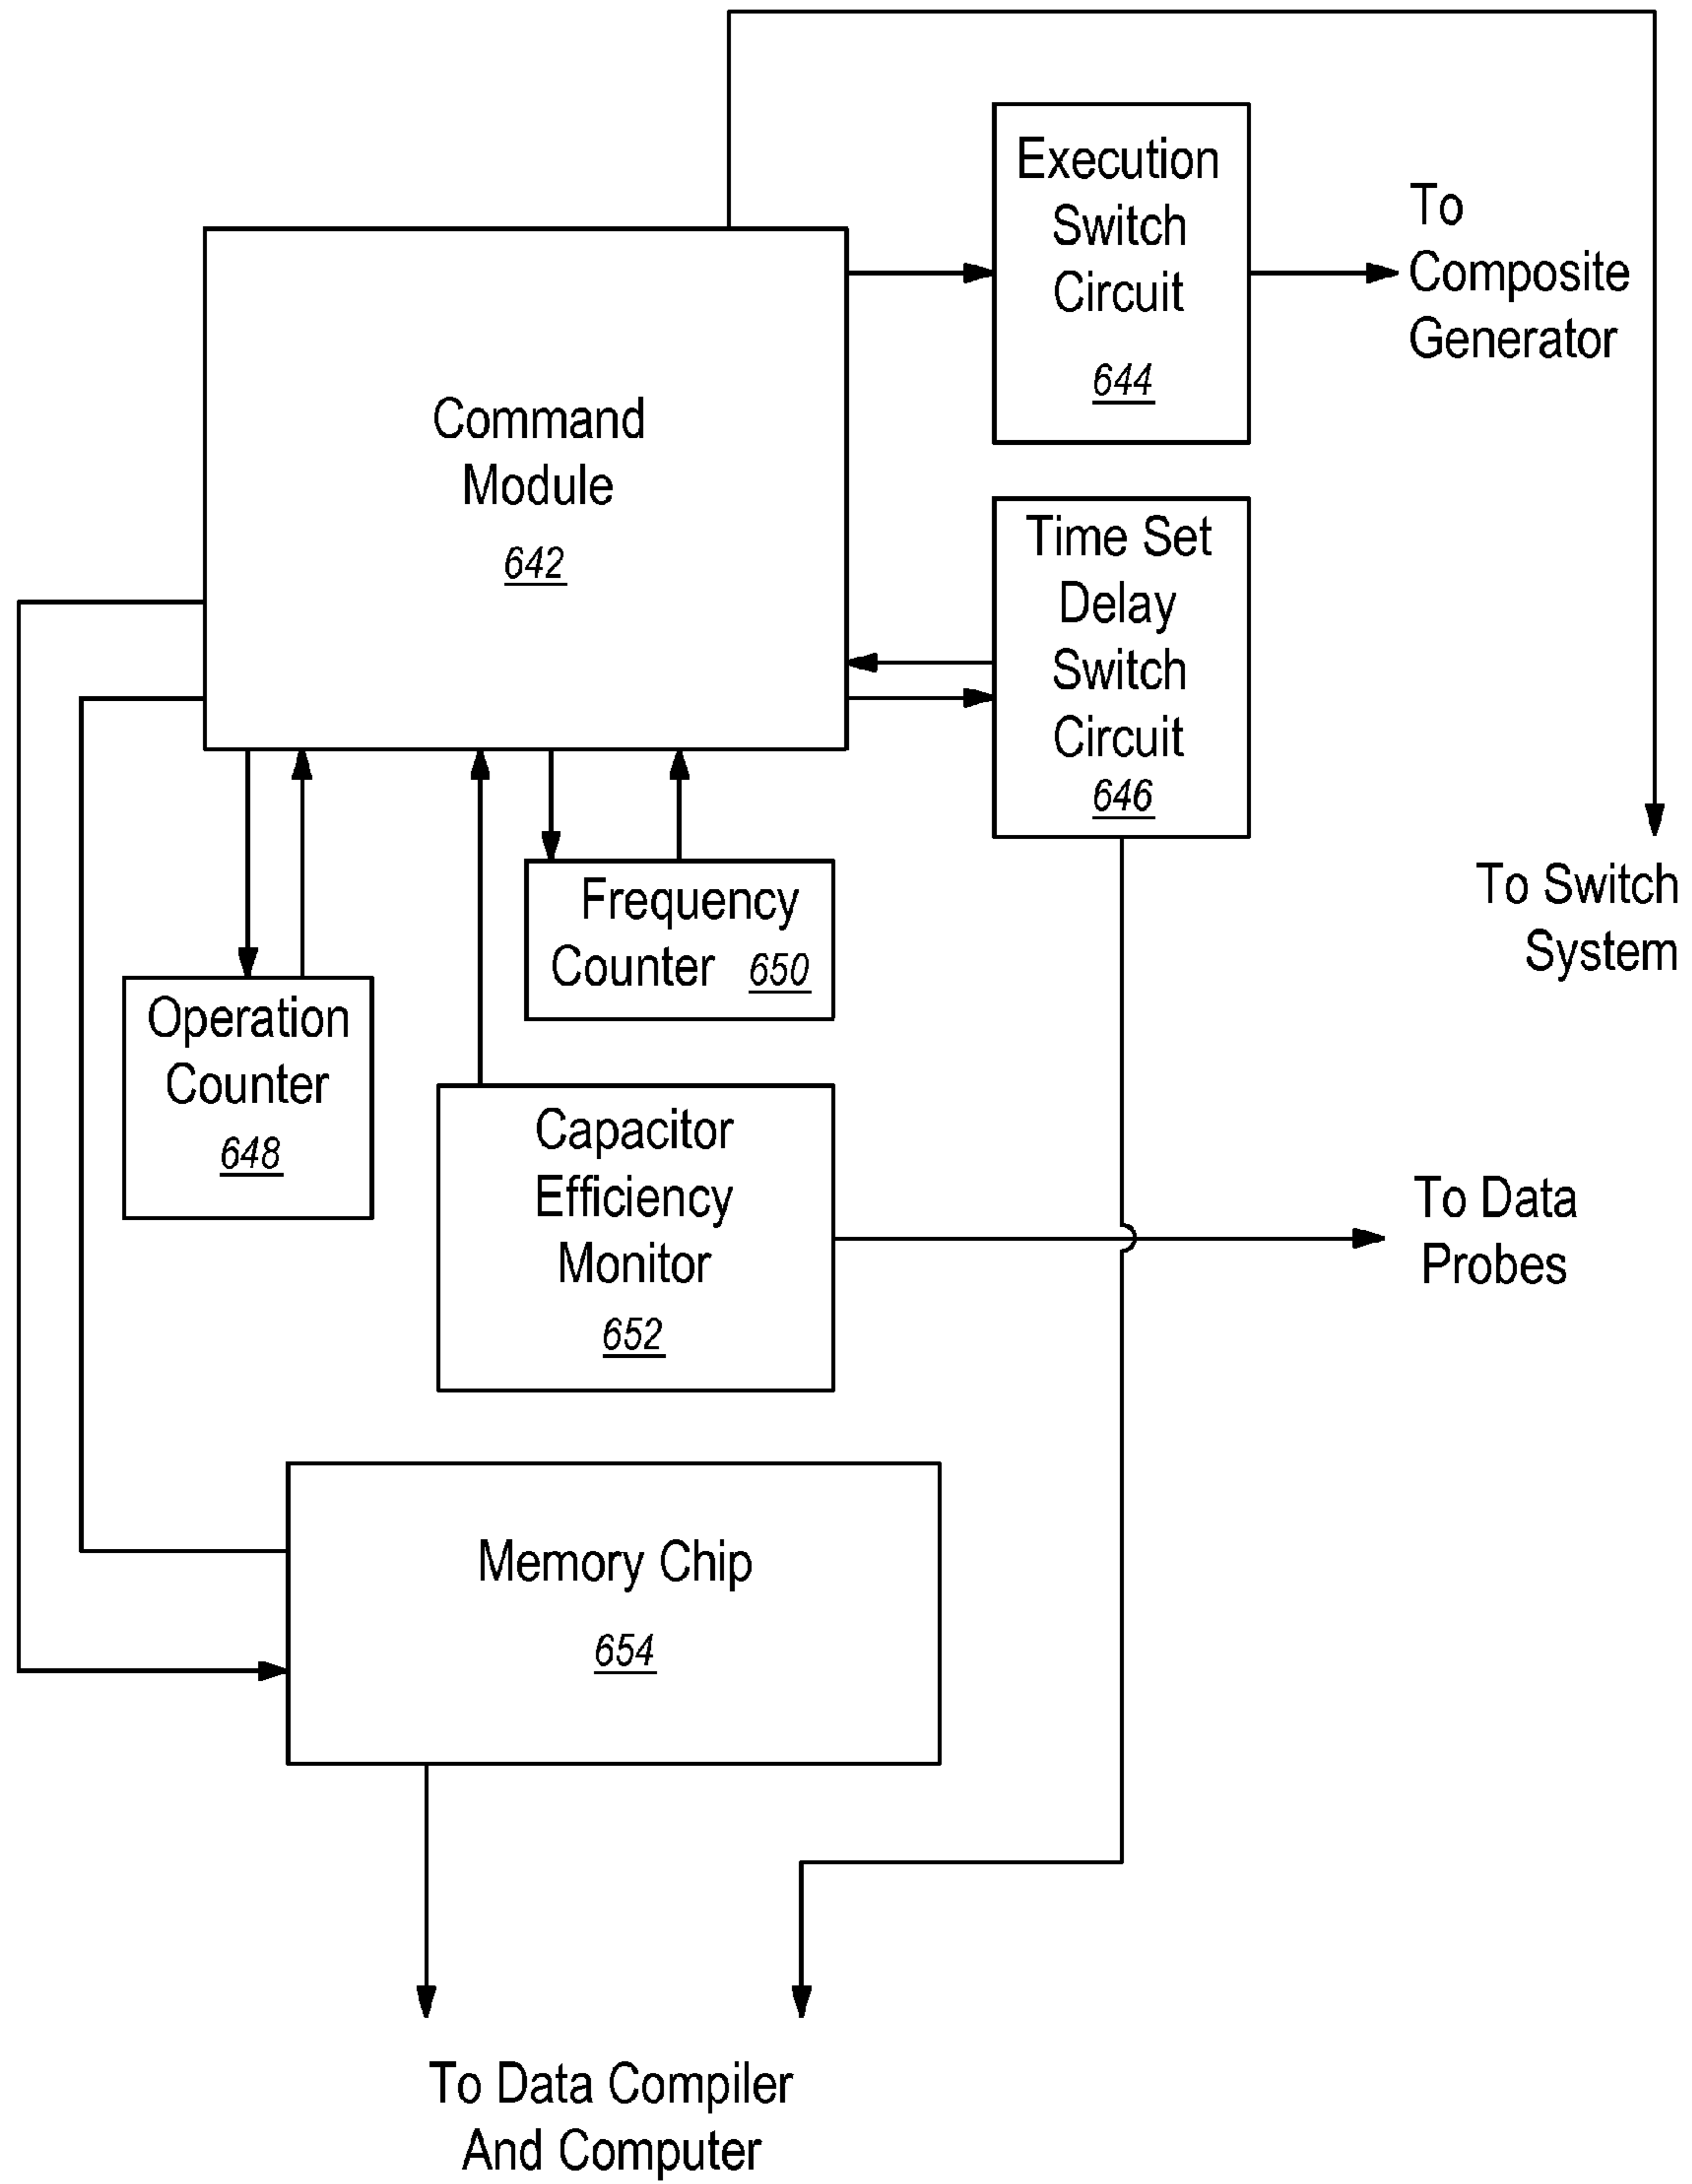 Execution
Switch
Circuit
644
To
Composite
Generator
Command
Module
642
Time Set
Delay
Switch
Circuit
646
To Switch
System
Frequency
Counter 650
Operation
Counter
648
Capacitor
Efficiency
Monitor
652
To Data
Probes
Memory Chip
654
To Data Compiler
And Computer